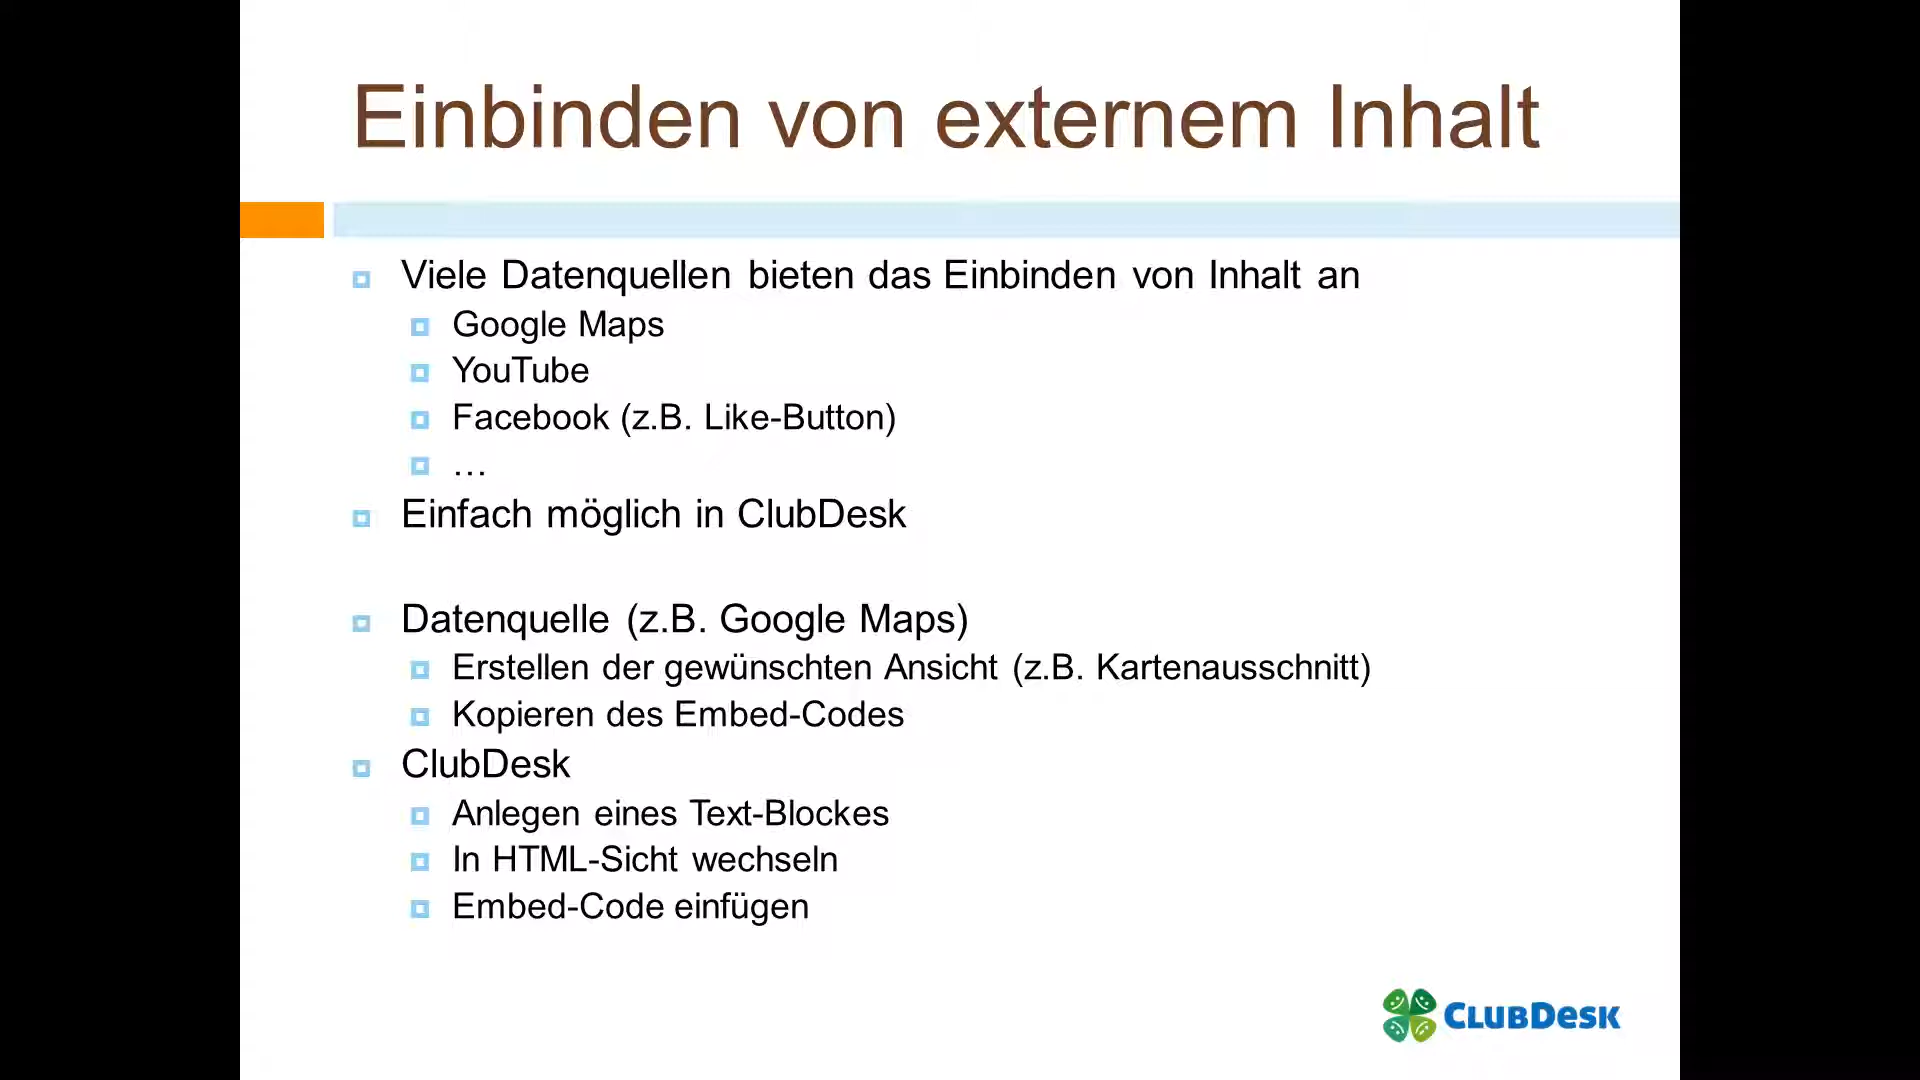 Einbinden von externem Inhalt
Viele Datenquellen bieten das Einbinden von Inhalt an
Google Maps
YouTube
Facebook (z.B. Like-Button)
…
Einfach möglich in ClubDesk
Datenquelle (z.B. Google Maps)
Erstellen der gewünschten Ansicht (z.B. Kartenausschnitt)
Kopieren des Embed-Codes
ClubDesk
Anlegen eines Text-Blockes
In HTML-Sicht wechseln
Embed-Code einfügen
CLUBDESK